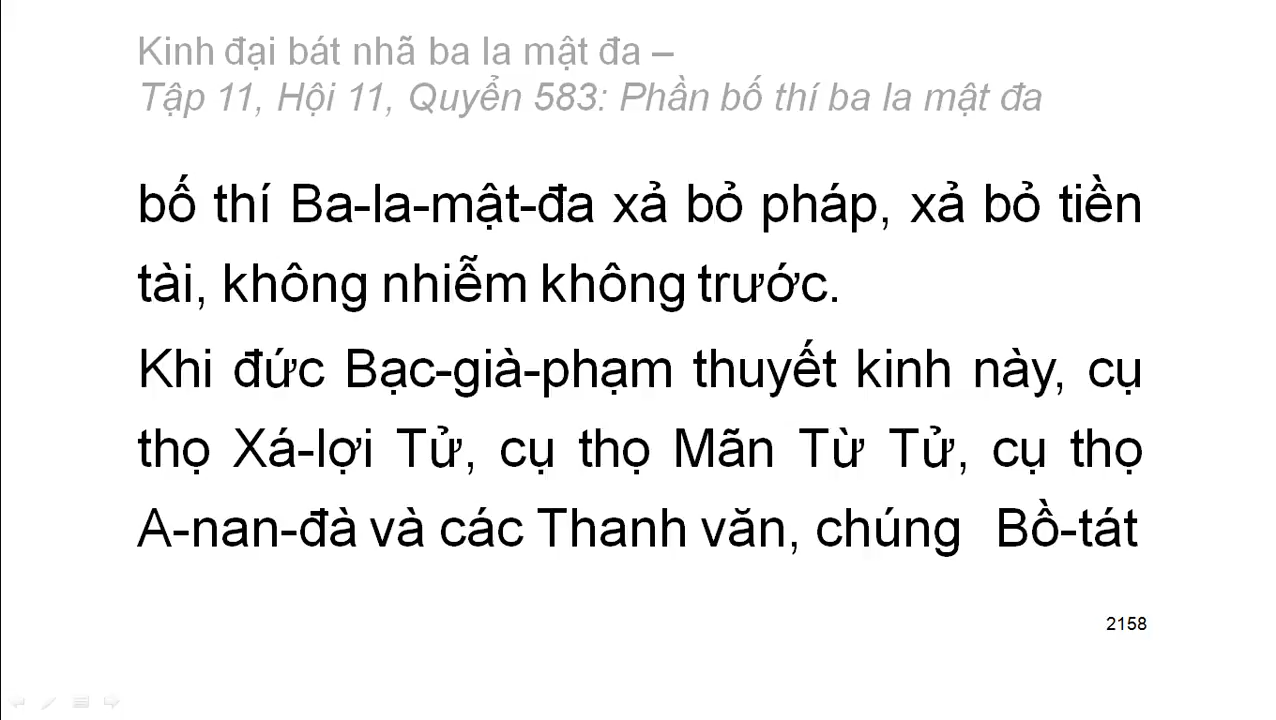 Kinh đại bát nhã ba la mật đa –
Tập 11, Hội 11, Quyển 583: Phần bố thí ba la mật đa
bố thí Ba-la-mật-đa xả bỏ pháp, xả bỏ tiền
tài, không nhiễm không trước.
Khi đức Bạc-già-phạm thuyết kinh này, cụ
thọ Xá-lợi Tử, cụ thọ Mãn Từ Tử, cụ thọ
A-nan-đà và các Thanh văn, chúng Bồ-tát
2158